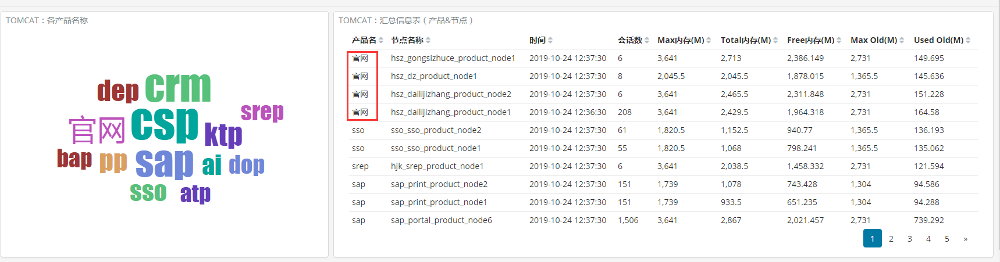 TOMCAT：各产品名称
dep crm
官网 csp ktp srep
bap pp sap ai dop
sso atp
TOMCAT：汇总信息表（产品&节点）
产品名 节点名称 时间 会话数 Max内存(M) Total内存(M) Free内存(M) Max Old(M) Used Old(M)
官网 hsz_gongsizhuce_product_node1 2019-10-24 12:37:30 6 3,641 2,713 2,386.149 2,731 149.695
官网 hsz_dz_product_node1 2019-10-24 12:37:30 8 2,045.5 2,045.5 1,878.015 1,365.5 145.636
官网 hsz_dailijizhang_product_node2 2019-10-24 12:37:30 6 3,641 2,465.5 2,311.848 2,731 151.228
官网 hsz_dailijizhang_product_node1 2019-10-24 12:36:30 208 3,641 2,429.5 1,964.318 2,731 164.58
sso sso_sso_product_node2 2019-10-24 12:37:30 61 1,820.5 1,152.5 940.77 1,365.5 136.193
sso sso_sso_product_node1 2019-10-24 12:37:30 55 1,820.5 1,068 798.241 1,365.5 135.062
srep hjk_srep_product_node1 2019-10-24 12:37:30 6 3,641 2,038.5 1,458.332 2,731 121.594
sap sap_print_product_node2 2019-10-24 12:37:30 151 1,739 1,078 743.428 1,304 94.586
sap sap_print_product_node1 2019-10-24 12:37:30 151 1,739 933.5 651.235 1,304 94.288
sap sap_portal_product_node6 2019-10-24 12:37:30 1,506 3,641 2,867 2,021.457 2,731 739.292
1 2 3 4 5 »